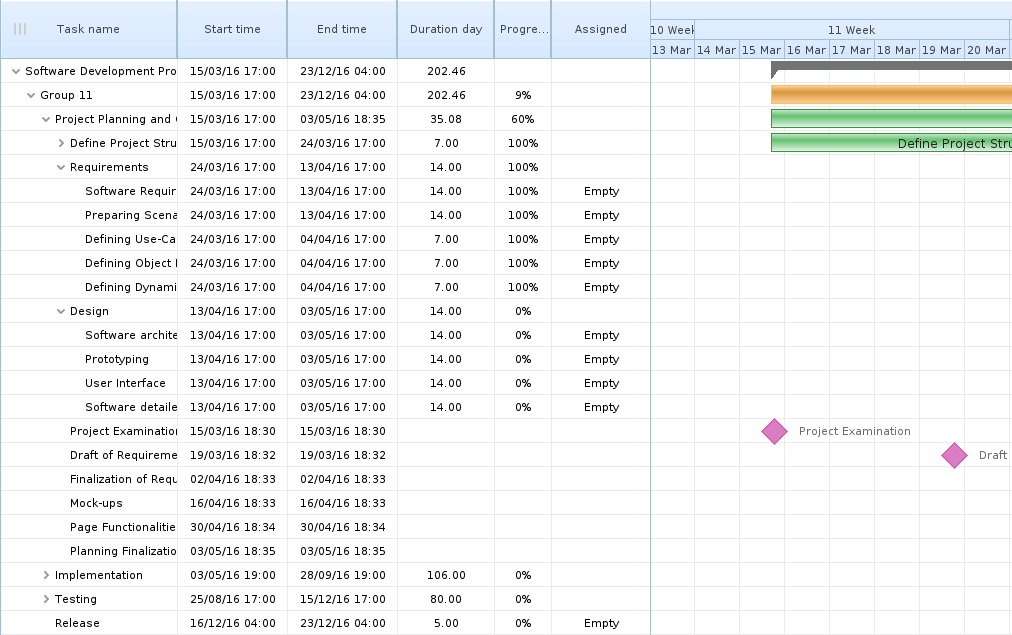 Task name Start time End time Duration day Progre... Assigned
10 Week 11 Week
13 Mar 14 Mar 15 Mar 16 Mar 17 Mar 18 Mar 19 Mar 20 Mar
Software Development Pro 15/03/16 17:00 23/12/16 04:00 202.46
Group 11 15/03/16 17:00 23/12/16 04:00 202.46 9%
Project Planning and 15/03/16 17:00 03/05/16 18:35 35.08 60%
Define Project Stru 15/03/16 17:00 24/03/16 17:00 7.00 100% Define Project Stru
Requirements 24/03/16 17:00 13/04/16 17:00 14.00 100%
Software Requir 24/03/16 17:00 13/04/16 17:00 14.00 100% Empty
Preparing Scena 24/03/16 17:00 13/04/16 17:00 14.00 100% Empty
Defining Use-Ca 24/03/16 17:00 04/04/16 17:00 7.00 100% Empty
Defining Object 24/03/16 17:00 04/04/16 17:00 7.00 100% Empty
Defining Dynami 24/03/16 17:00 04/04/16 17:00 7.00 100% Empty
Design 13/04/16 17:00 03/05/16 17:00 14.00 0%
Software archite 13/04/16 17:00 03/05/16 17:00 14.00 0% Empty
Prototyping 13/04/16 17:00 03/05/16 17:00 14.00 0% Empty
User Interface 13/04/16 17:00 03/05/16 17:00 14.00 0% Empty
Software detaile 13/04/16 17:00 03/05/16 17:00 14.00 0% Empty
Project Examination 15/03/16 18:30 15/03/16 18:30 Project Examination
Draft of Requireme 19/03/16 18:32 19/03/16 18:32 Draft
Finalization of Requ 02/04/16 18:33 02/04/16 18:33
Mock-ups 16/04/16 18:33 16/04/16 18:33
Page Functionalitie 30/04/16 18:34 30/04/16 18:34
Planning Finalizatio 03/05/16 18:35 03/05/16 18:35
Implementation 03/05/16 19:00 28/09/16 19:00 106.00 0%
Testing 25/08/16 17:00 15/12/16 17:00 80.00 0%
Release 16/12/16 04:00 23/12/16 04:00 5.00 0% Empty